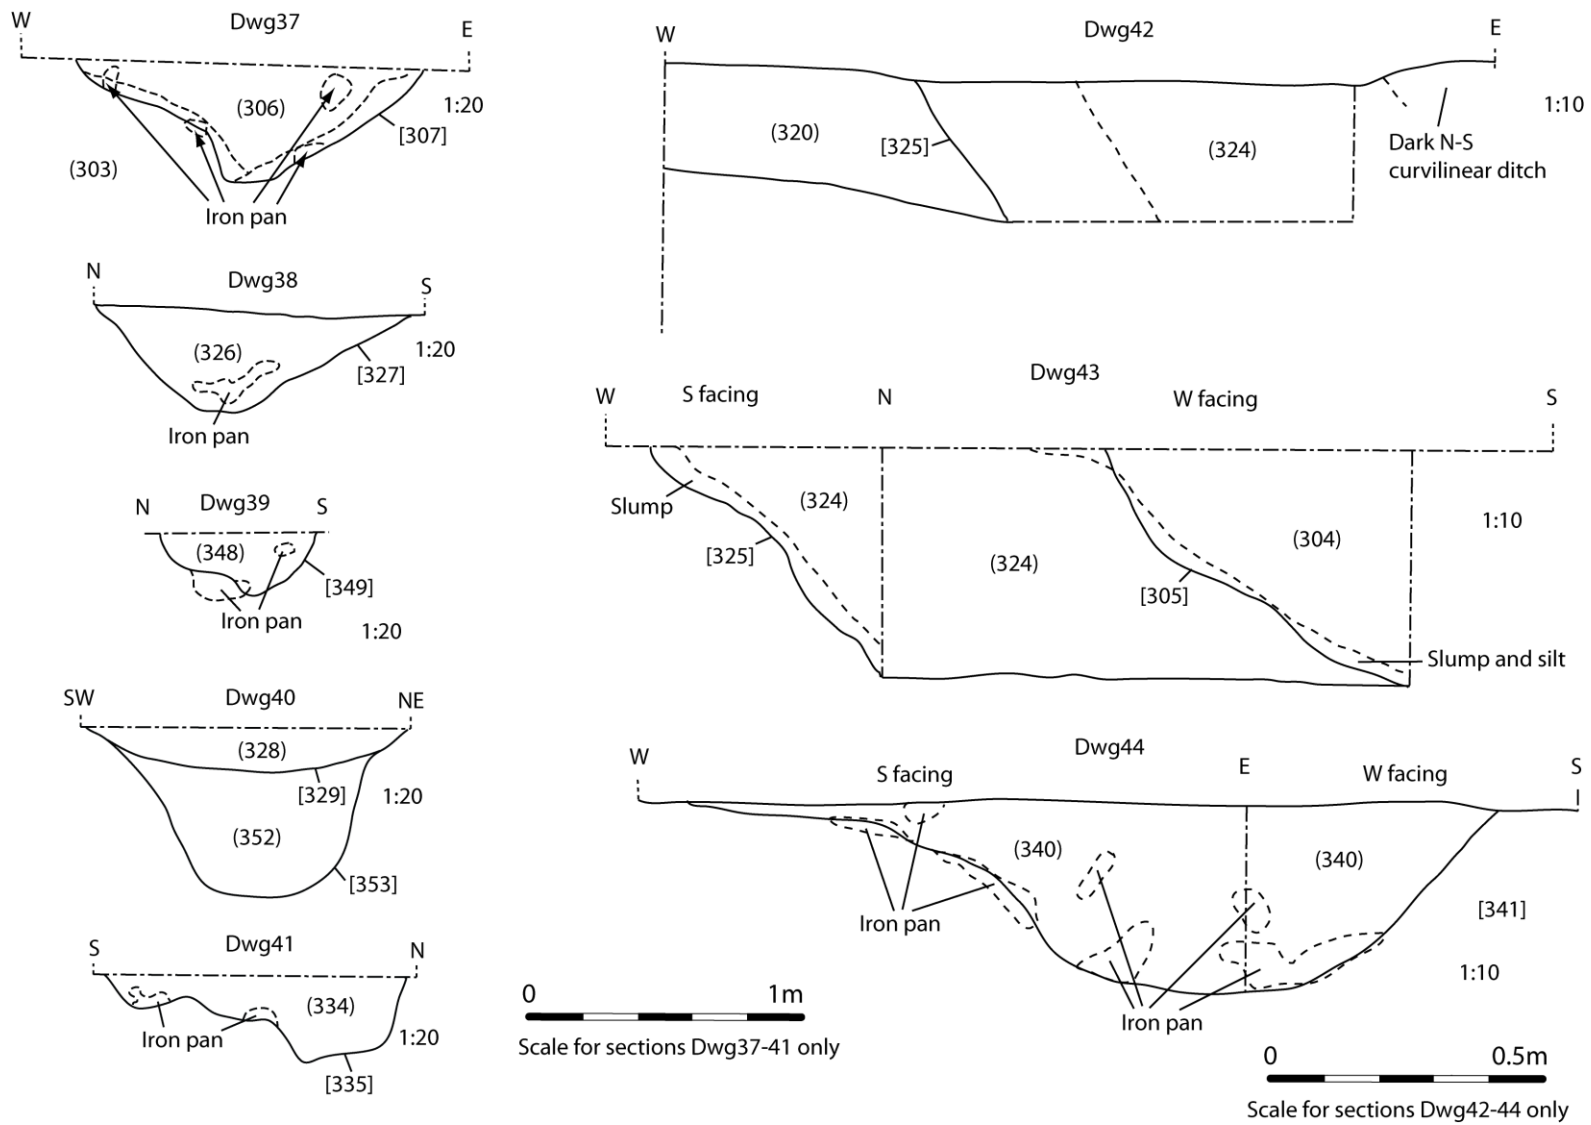 Dwg37
W
E
(306)
1:20
[307]
(303)
Iron pan
Dwg38
N
S
(326)
1:20
[327]
Iron pan
Dwg39
N
S
(348)
[349]
Iron pan
1:20
Dwg40
SW
NE
(328)
[329]
1:20
(352)
[353]
Dwg41
S
N
(334)
Iron pan
1:20
[335]
Dwg42
W
E
1:10
(320)
[325]
(324)
Dark N-S
curvilinear ditch
Dwg43
W
S facing
N
W facing
S
Slump
(324)
[325]
(324)
[305]
(304)
1:10
Slump and silt
Dwg44
W
S facing
E
W facing
S
(340)
(340)
Iron pan
[341]
1:10
Iron pan
0
1m
Scale for sections Dwg37-41 only
0
0.5m
Scale for sections Dwg42-44 only